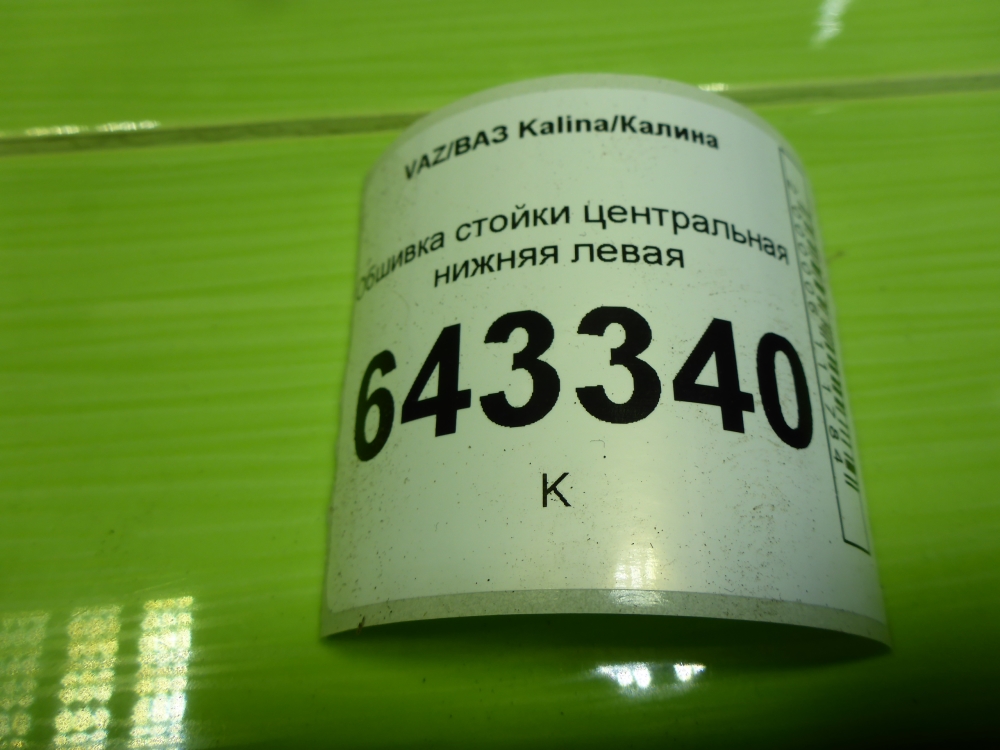 VAZ/ВАЗ Kalina/Калина
Обшивка стойки центральная
нижняя левая
643340
К